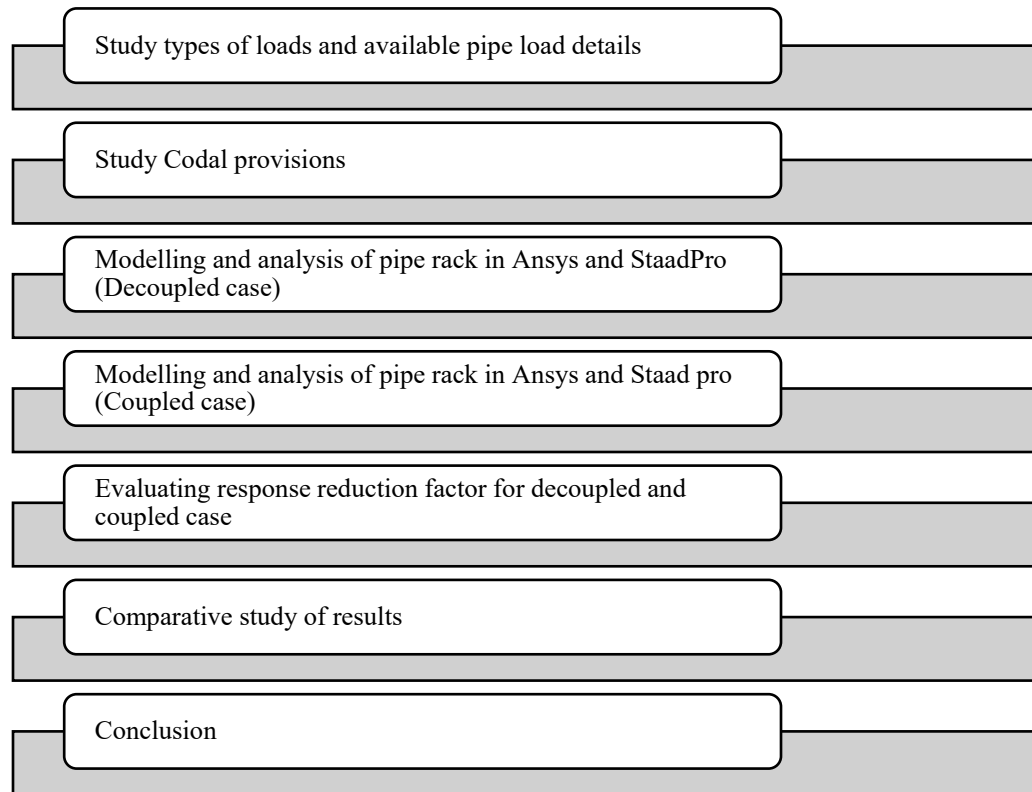 Study types of loads and available pipe load details
Study Codal provisions
Modelling and analysis of pipe rack in Ansys and StaadPro
(Decoupled case)
Modelling and analysis of pipe rack in Ansys and Staad pro
(Coupled case)
Evaluating response reduction factor for decoupled and
coupled case
Comparative study of results
Conclusion